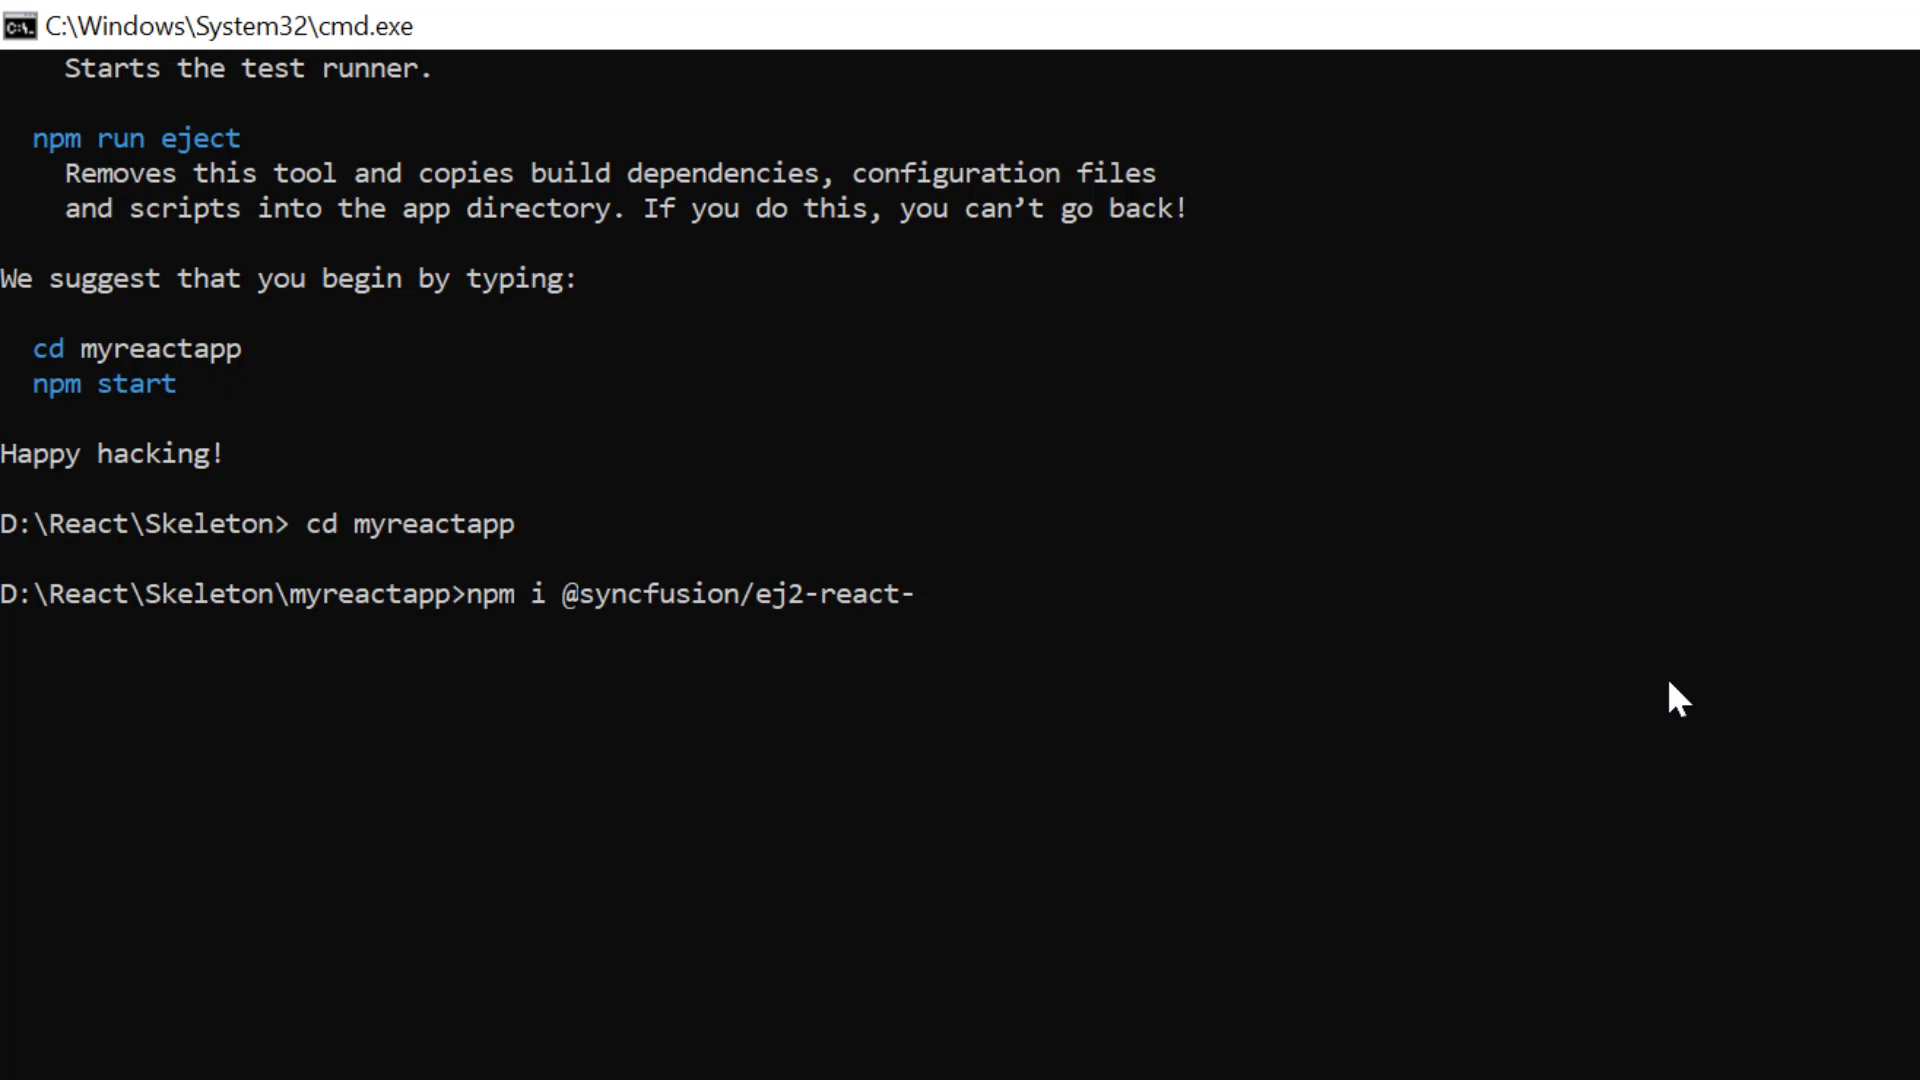 C:\Windows\System32\cmd.exe
Starts the test runner.
npm run eject
Removes this tool and copies build dependencies, configuration files
and scripts into the app directory. If you do this, you can’t go back!
We suggest that you begin by typing:
cd myreactapp
npm start
Happy hacking!
D:\React\Skeleton> cd myreactapp
D:\React\Skeleton\myreactapp>npm i @syncfusion/ej2-react-